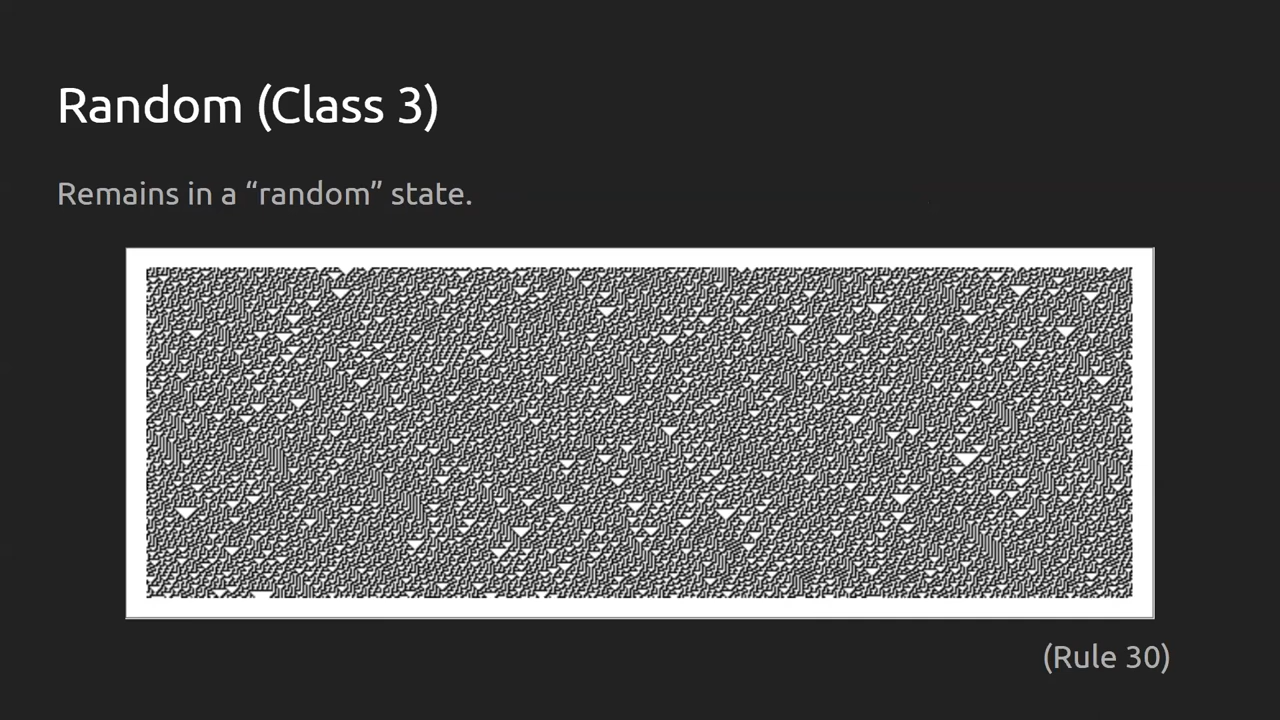 Random (Class 3)
Remains in a “random” state.
(Rule 30)